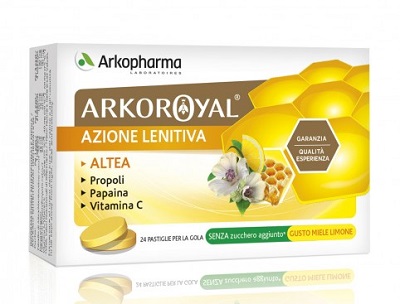 Arkopharma
LABORATOIRES
ARKOROYAL®
AZIONE LENITIVA
▸ ALTEA
▸ Propoli
▸ Papaina
▸ Vitamina C
GARANZIA
QUALITÀ
ESPERIENZA
24 PASTIGLIE PER LA GOLA
SENZA zucchero aggiunto*
GUSTO MIELE LIMONE